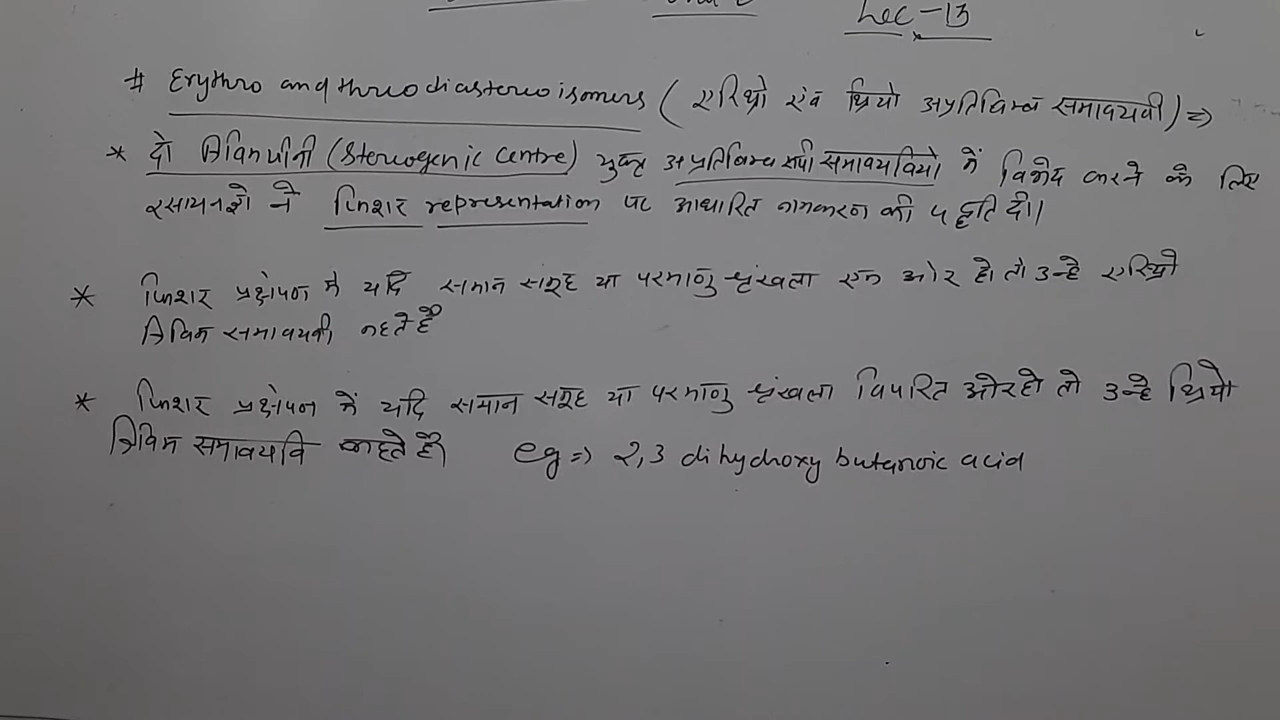 Lec-13
# Erythro and threo diastereoisomers (एरिथ्रो एंव थ्रियो अप्रतिबिम्ब समावयवी) ⇒
* दो त्रिविमयीनी (Stereogenic Centre) युक्त अप्रतिबिम्ब रूपी समावयवियो में विभेद करने के लिए
रसायनज्ञो ने फिशर representation पर आधारित नामकरण की पद्दति दी।
* फिशर प्रक्षेपण मे यदि समान समूह या परमाणु श्रृंखला एक ओर हो तो उन्हे एरिथ्रो
त्रिविम समावयवी कहते है
* फिशर प्रक्षेपण में यदि समान समूह या परमाणु श्रृंखला विपरित ओर हो तो उन्हे थ्रियो
त्रिविम समावयवि कहते है। eg ⇒ 2,3 dihydroxy butanoic acid